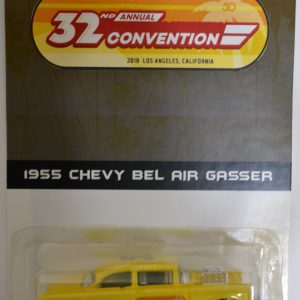 32ND ANNUAL
CONVENTION
2018 LOS ANGELES, CALIFORNIA
1955 CHEVY BEL AIR GASSER